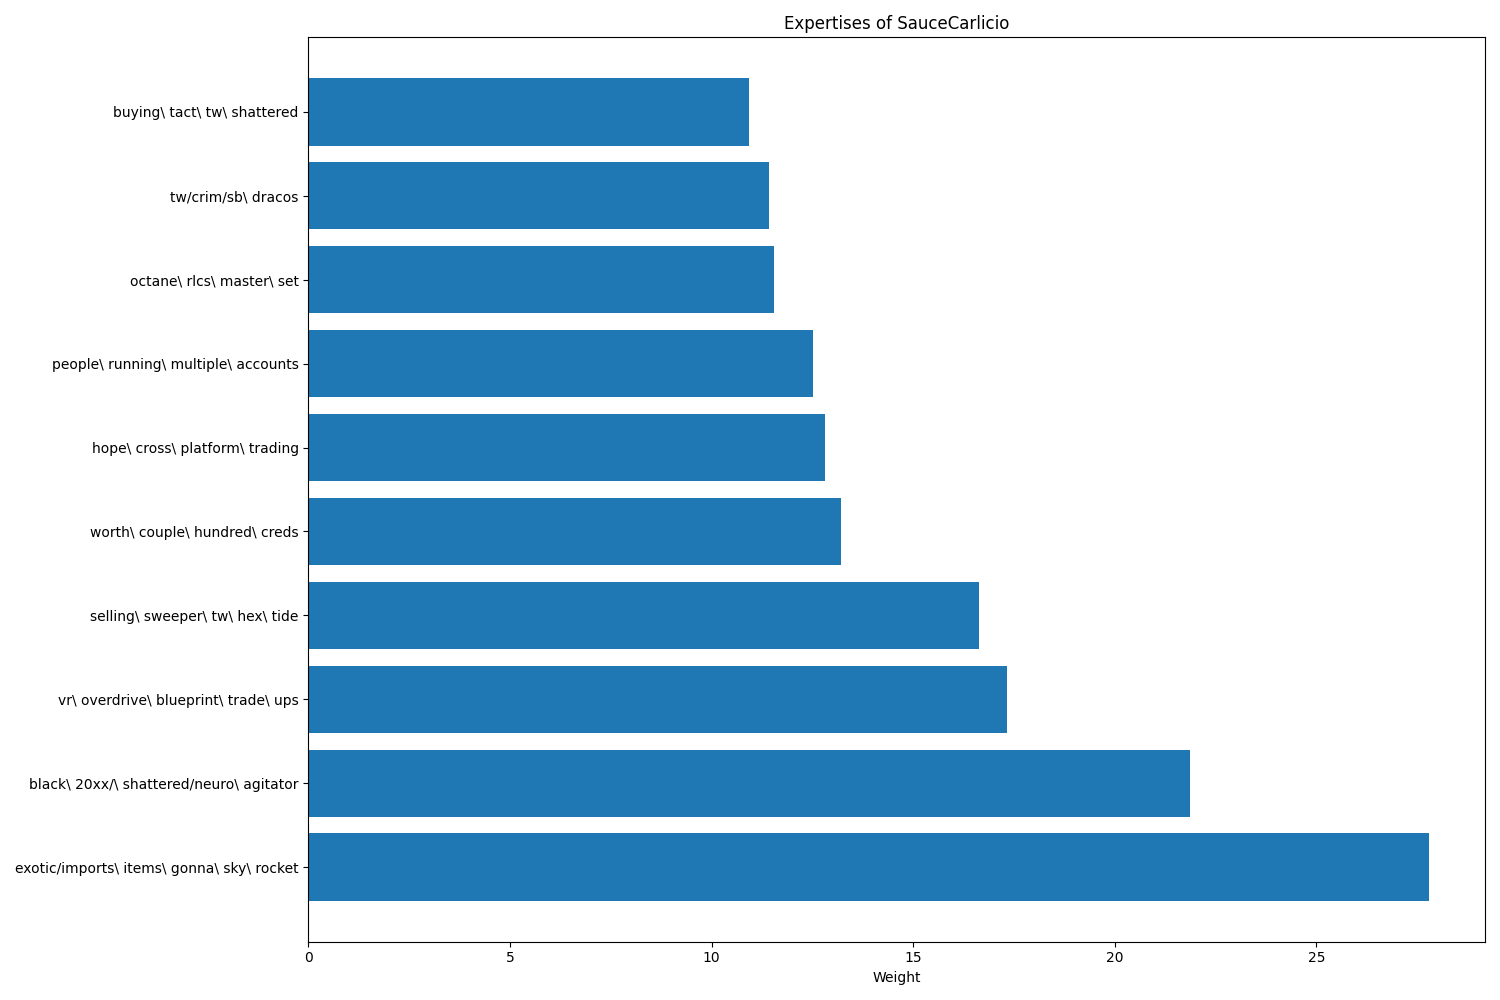 Expertises of SauceCarlicio
buying\ tact\ tw\ shattered
tw/crim/sb\ dracos
octane\ rlcs\ master\ set
people\ running\ multiple\ accounts
hope\ cross\ platform\ trading
worth\ couple\ hundred\ creds
selling\ sweeper\ tw\ hex\ tide
vr\ overdrive\ blueprint\ trade\ ups
black\ 20xx/\ shattered/neuro\ agitator
exotic/imports\ items\ gonna\ sky\ rocket
0 5 10 15 20 25
Weight